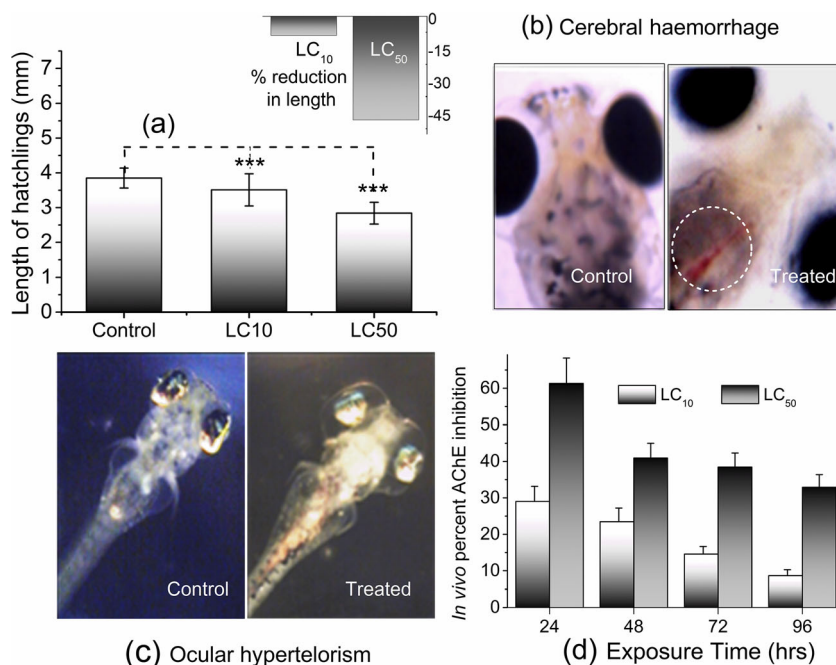 0
-15
-30
-45
LC10
LC50
% reduction
in length
Length of hatchlings (mm)
7
6
5
4
3
2
1
0
(a)
***
***
Control
LC10
LC50
(b) Cerebral haemorrhage
Control
Treated
Control
Treated
(c) Ocular hypertelorism
In vivo percent AChE inhibition
60
50
40
30
20
10
0
LC10
LC50
24
48
72
96
(d) Exposure Time (hrs)